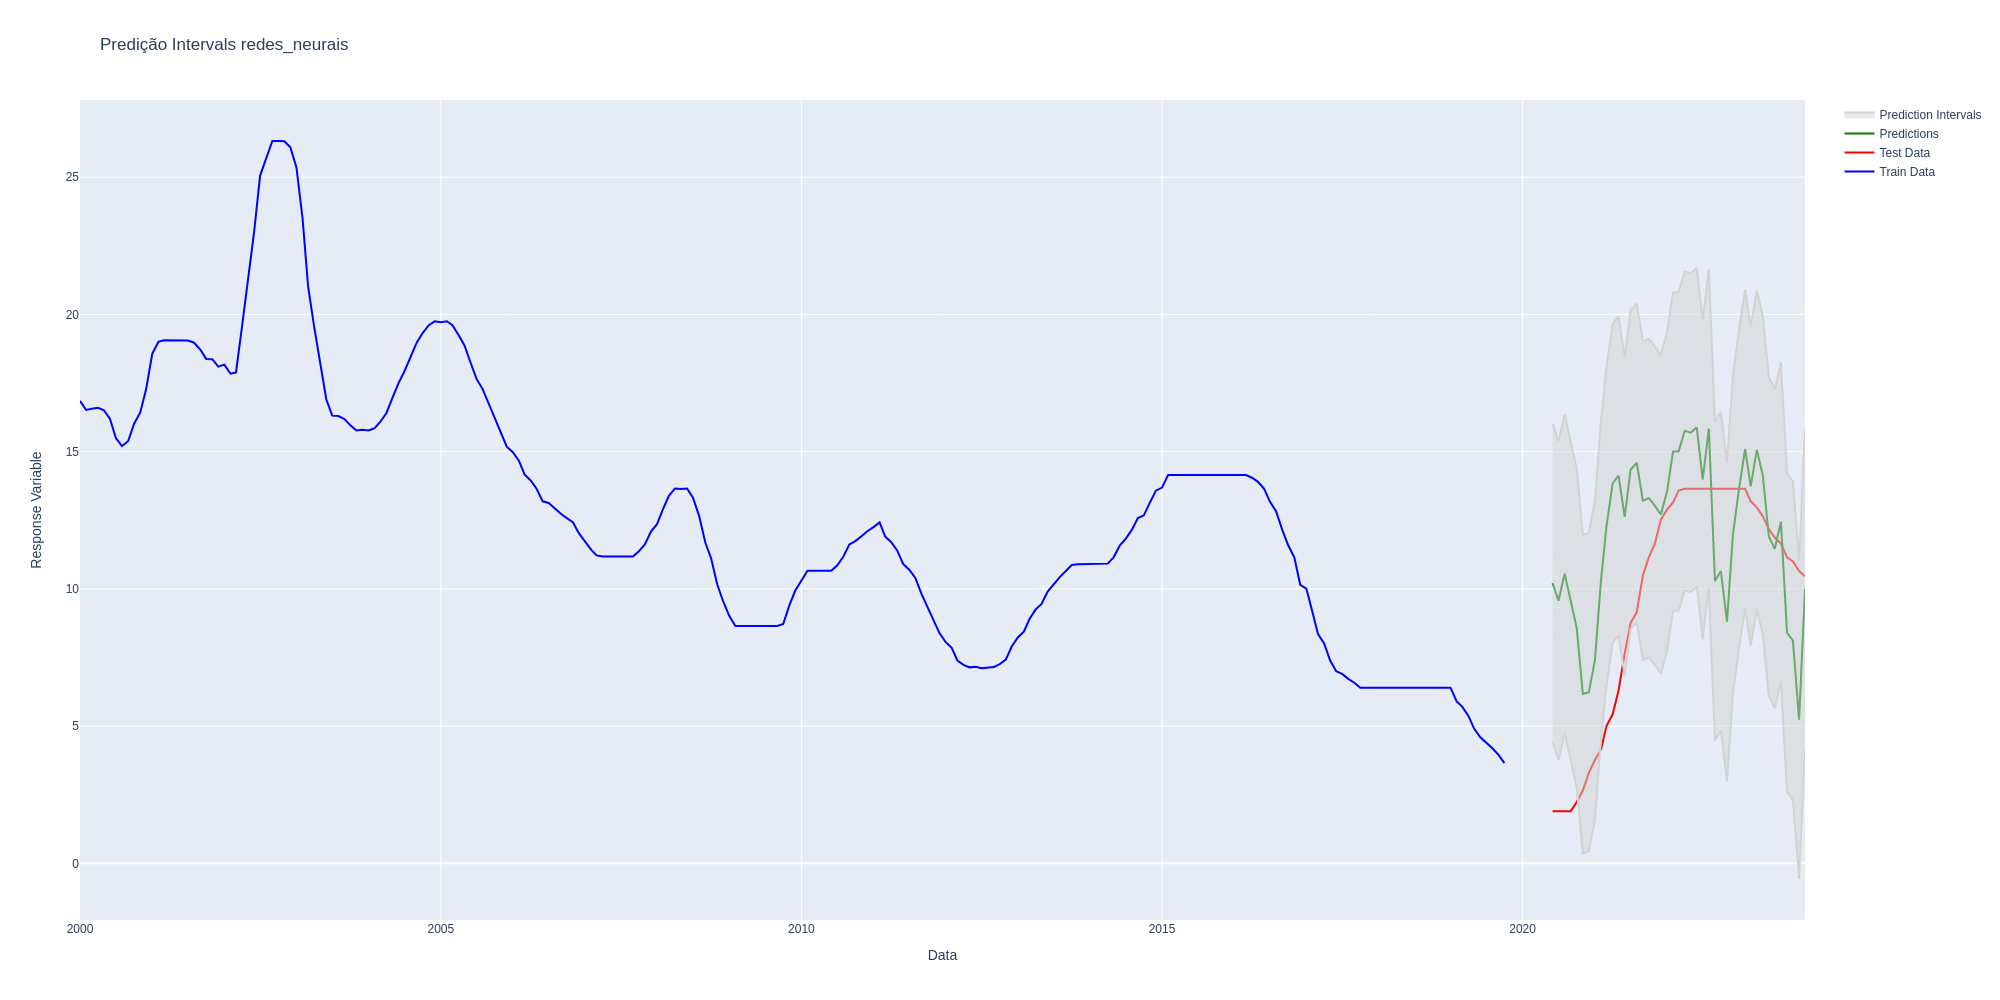 Predição Intervals redes_neurais
Prediction Intervals
Predictions
Test Data
Train Data
25
20
15
10
5
0
Response Variable
2000
2005
2010
2015
2020
Data